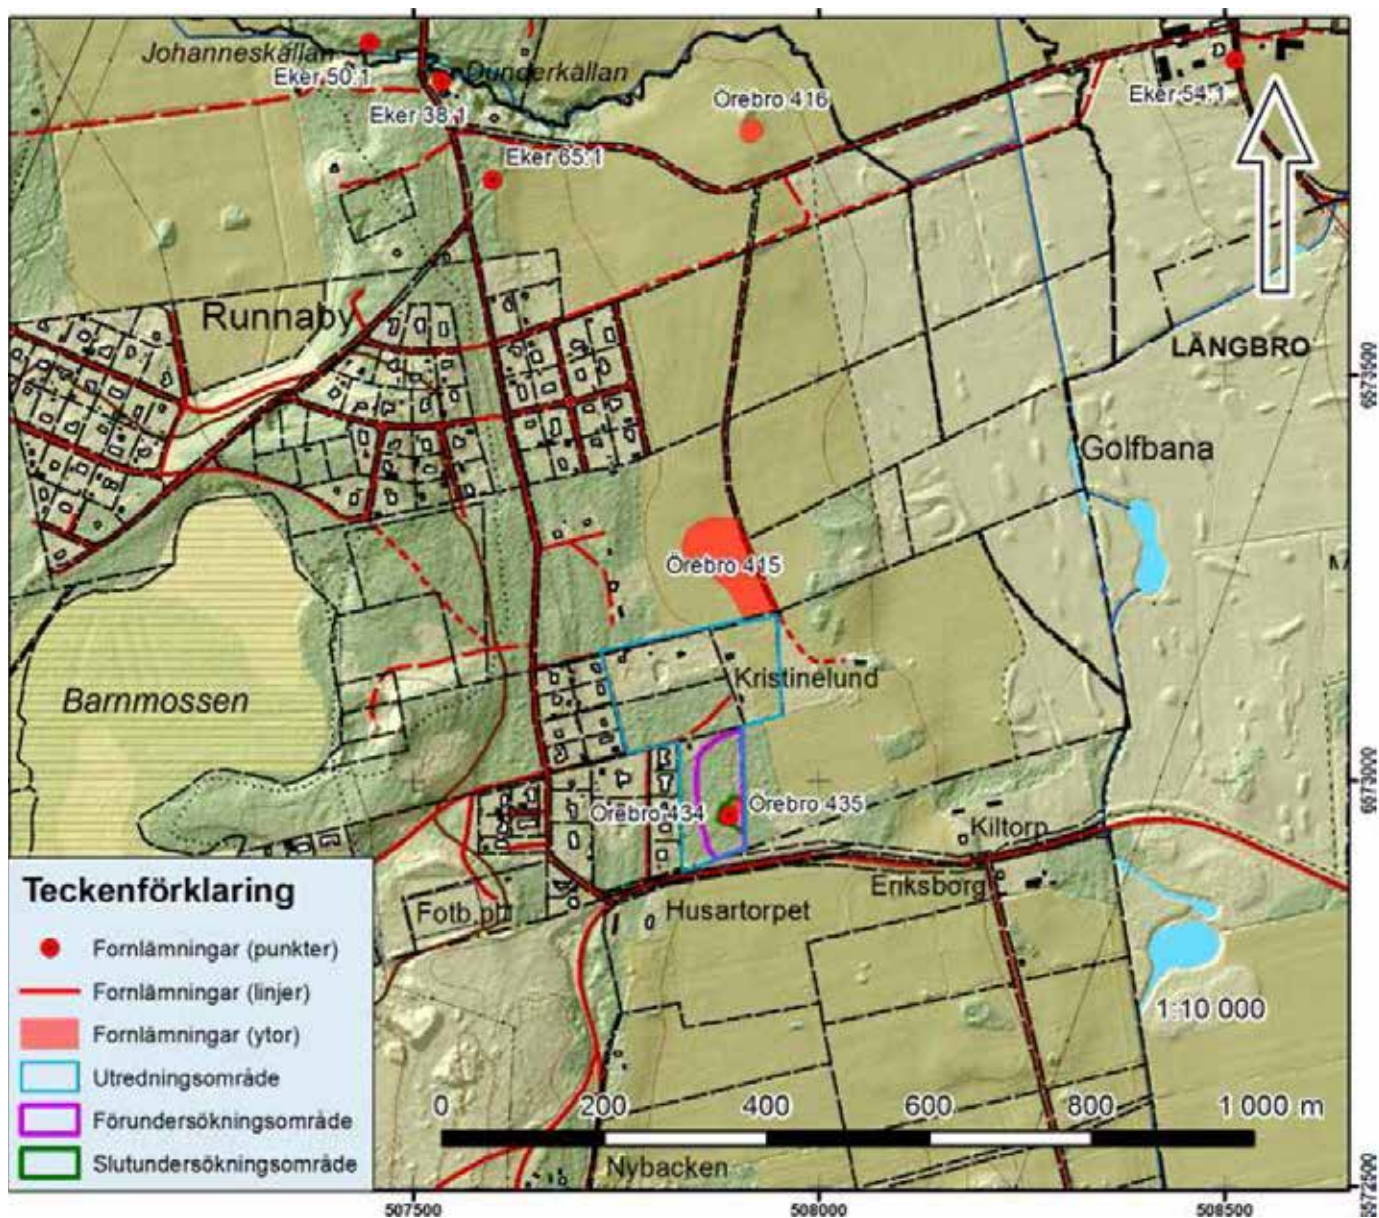 Johanneskällan
Eker 50:1
Dunderkällan
Eker 38:1
Örebro 416
Eker 54:1
Eker 65:1
Runnaby
LÄNGBRO
6573500
Golfbana
Örebro 415
Kristinelund
Barnmossen
Örebro 434
Örebro 435
6573000
Kiltorp
Eriksborg
Fotb.pl
Husartorpet
Teckenförklaring
Fornlämningar (punkter)
Fornlämningar (linjer)
Fornlämningar (ytor)
Utredningsområde
Förundersökningsområde
Slutundersökningsområde
1:10 000
0 200 400 600 800 1 000 m
Nybacken
6572500
507500 508000 508500